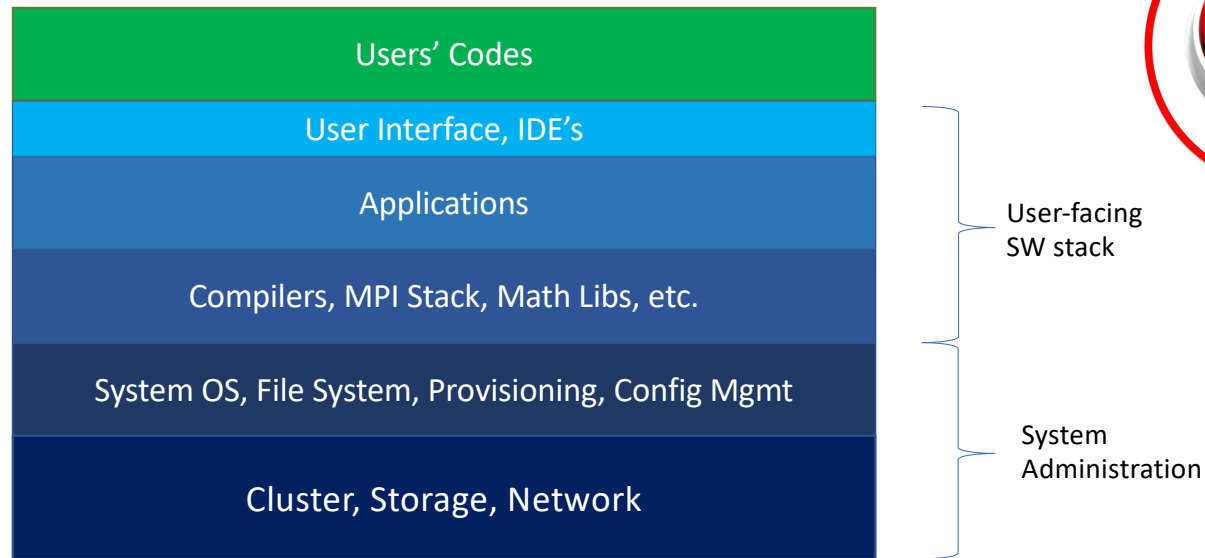 Users’ Codes
User Interface, IDE’s
Applications
User-facing
SW stack
Compilers, MPI Stack, Math Libs, etc.
System OS, File System, Provisioning, Config Mgmt
System
Administration
Cluster, Storage, Network